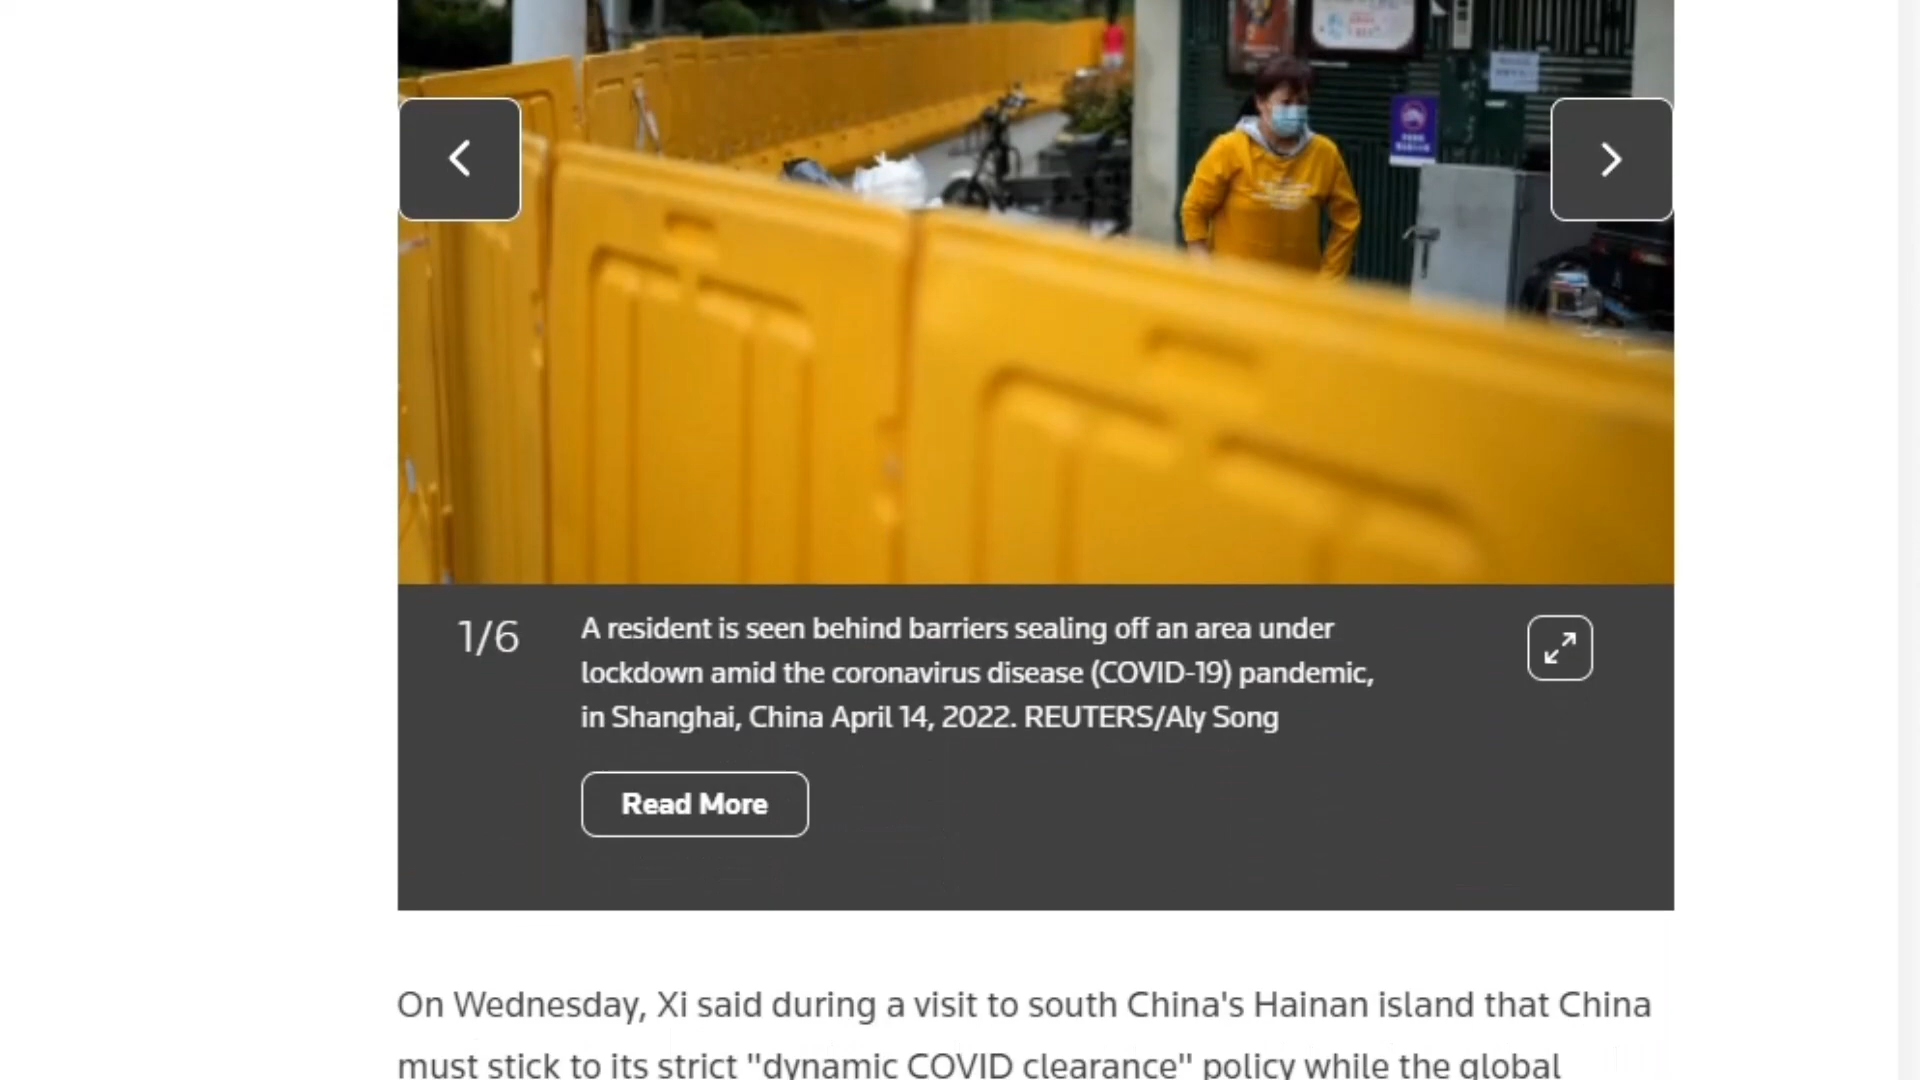 1/6
A resident is seen behind barriers sealing off an area under
lockdown amid the coronavirus disease (COVID-19) pandemic,
in Shanghai, China April 14, 2022. REUTERS/Aly Song
Read More
On Wednesday, Xi said during a visit to south China's Hainan island that China
must stick to its strict "dynamic COVID clearance" policy while the global